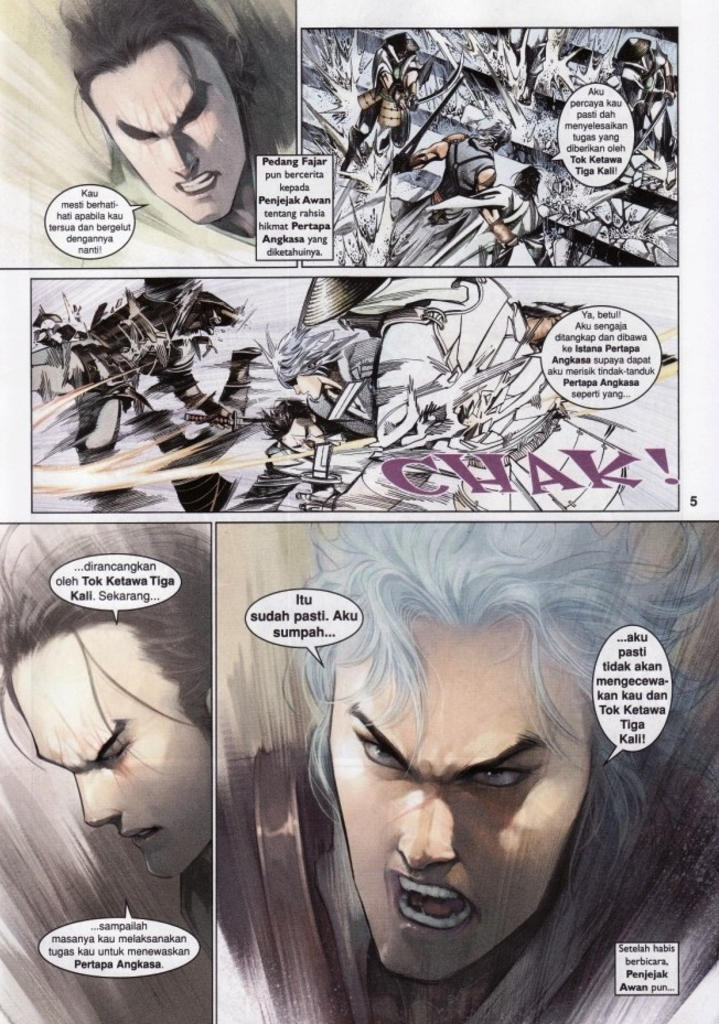 Kau
mesti berhati-
hati apabila kau
tersua dan bergelut
dengannya
nanti!
Pedang Fajar
pun bercerita
kepada
Penjejak Awan
tentang rahsia
hikmat Pertapa
Angkasa yang
diketahuinya.
Aku
percaya kau
pasti dah
menyelesaikan
tugas yang
diberikan oleh
Tok Ketawa
Tiga Kali!
Ya, betul!
Aku sengaja
ditangkap dan dibawa
ke Istana Pertapa
Angkasa supaya dapat
aku merisik tindak-tanduk
Pertapa Angkasa
seperti yang...
CHAK!
5
...dirancangkan
oleh Tok Ketawa Tiga
Kali. Sekarang...
...sampailah
masanya kau melaksanakan
tugas kau untuk menewaskan
Pertapa Angkasa.
Itu
sudah pasti. Aku
sumpah...
...aku
pasti
tidak akan
mengecewa-
kan kau dan
Tok Ketawa
Tiga
Kali!
Setelah habis
berbicara,
Penjejak
Awan pun...